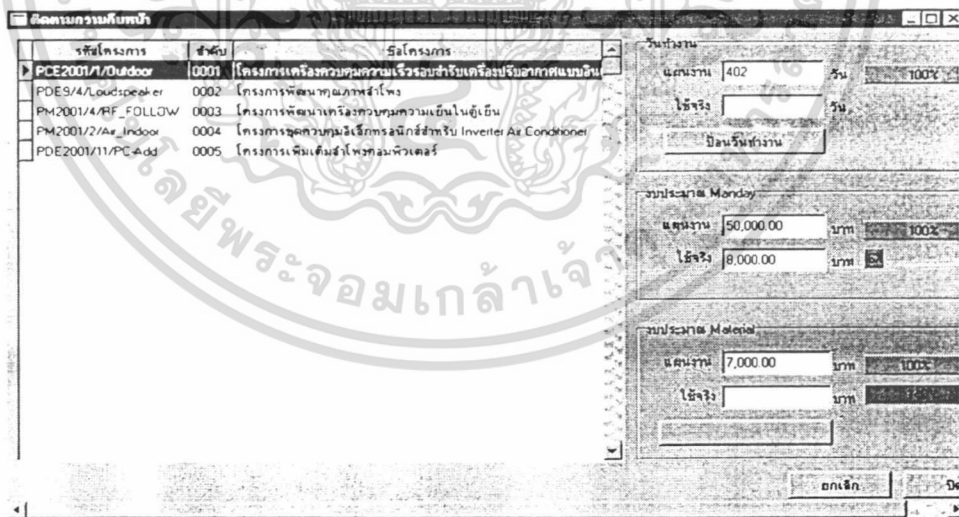 ติดตามความคืบหน้า
รหัสโครงการ ลำดับ ชื่อโครงการ
PCE2001/1/Outdoor 0001 โครงการเครื่องควบคุมความเร็วรอบสำหรับเครื่องปรับอากาศแบบอิน
PDE9/4/Loudspeaker 0002 โครงการพัฒนาคุณภาพลำโพง
PM2001/4/RF_FOLLOW 0003 โครงการพัฒนาเครื่องควบคุมความเย็นในตู้เย็น
PM2001/2/Air_Indoor 0004 โครงการชุดควบคุมอิเล็กทรอนิกส์สำหรับ Inverter Air Conditioner
PDE2001/11/PC-Add 0005 โครงการเพิ่มเติมลำโพงคอมพิวเตอร์
วันทำงาน
แผนงาน 402 วัน 100%
ใช้จริง วัน
ป้อนวันทำงาน
งบประมาณ Manday
แผนงาน 50,000.00 บาท 100%
ใช้จริง 8,000.00 บาท
งบประมาณ Material
แผนงาน 7,000.00 บาท 100%
ใช้จริง บาท
ยกเลิก
โลยีพระจอมเกล้าเจ้า